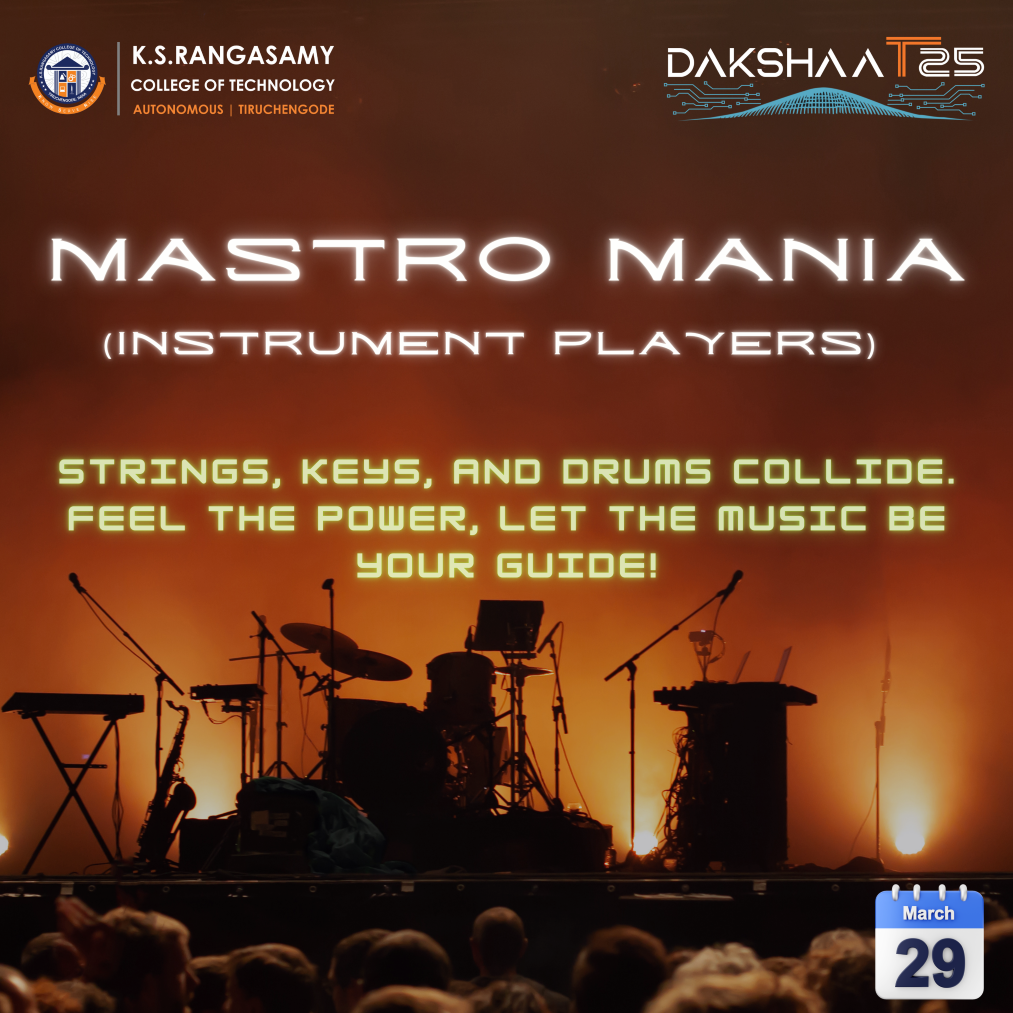 K.S.RANGASAMY
COLLEGE OF TECHNOLOGY
AUTONOMOUS | TIRUCHENGODE
DAKSHAA T25
MASTRO MANIA
(INSTRUMENT PLAYERS)
STRINGS, KEYS, AND DRUMS COLLIDE.
FEEL THE POWER, LET THE MUSIC BE
YOUR GUIDE!
March
29